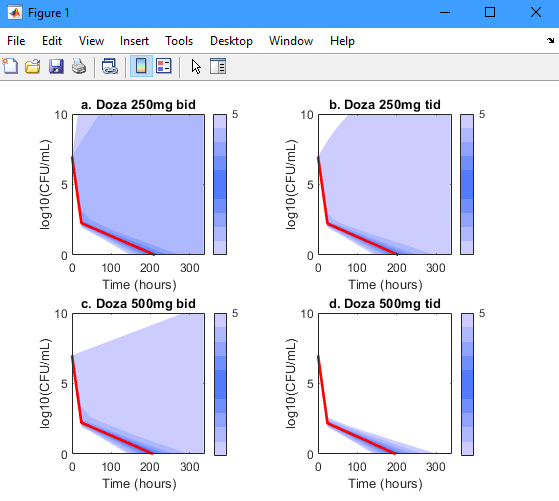 Figure 1
File Edit View Insert Tools Desktop Window Help
a. Doza 250mg bid
10
5
0
log10(CFU/mL)
0 100 200 300
Time (hours)
5
b. Doza 250mg tid
10
5
0
log10(CFU/mL)
0 100 200 300
Time (hours)
5
c. Doza 500mg bid
10
5
0
log10(CFU/mL)
0 100 200 300
Time (hours)
5
d. Doza 500mg tid
10
5
0
log10(CFU/mL)
0 100 200 300
Time (hours)
5